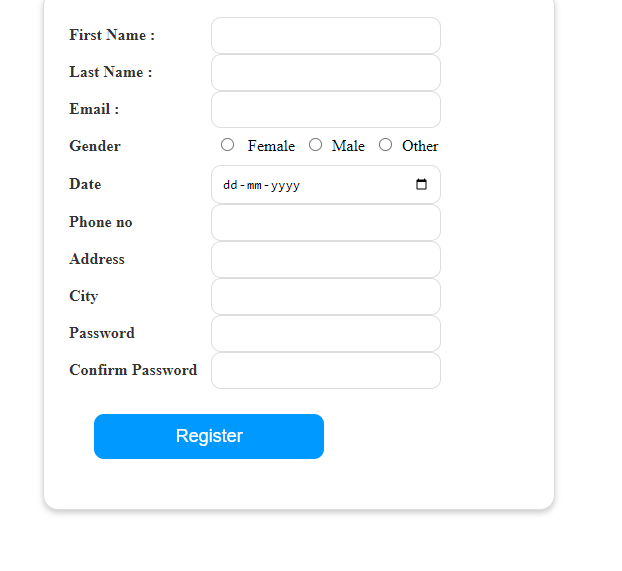 First Name :
Last Name :
Email :
Gender Female Male Other
Date dd-mm-yyyy
Phone no
Address
City
Password
Confirm Password
Register